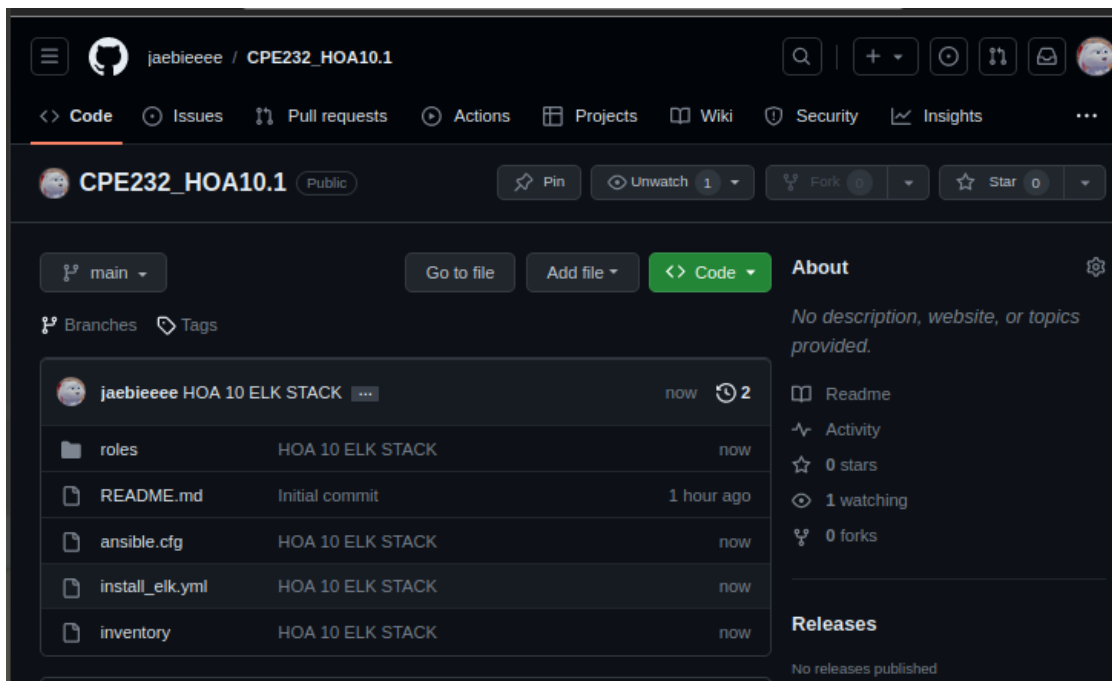 jaebieeee / CPE232_HOA10.1
Code Issues Pull requests Actions Projects Wiki Security Insights ...
CPE232_HOA10.1 Public Pin Unwatch 1 Fork 0 Star 0
main Go to file Add file Code
Branches Tags
jaebieeee HOA 10 ELK STACK ... now 2
roles HOA 10 ELK STACK now
README.md Initial commit 1 hour ago
ansible.cfg HOA 10 ELK STACK now
install_elk.yml HOA 10 ELK STACK now
inventory HOA 10 ELK STACK now
About
No description, website, or topics
provided.
Readme
Activity
0 stars
1 watching
0 forks
Releases
No releases published